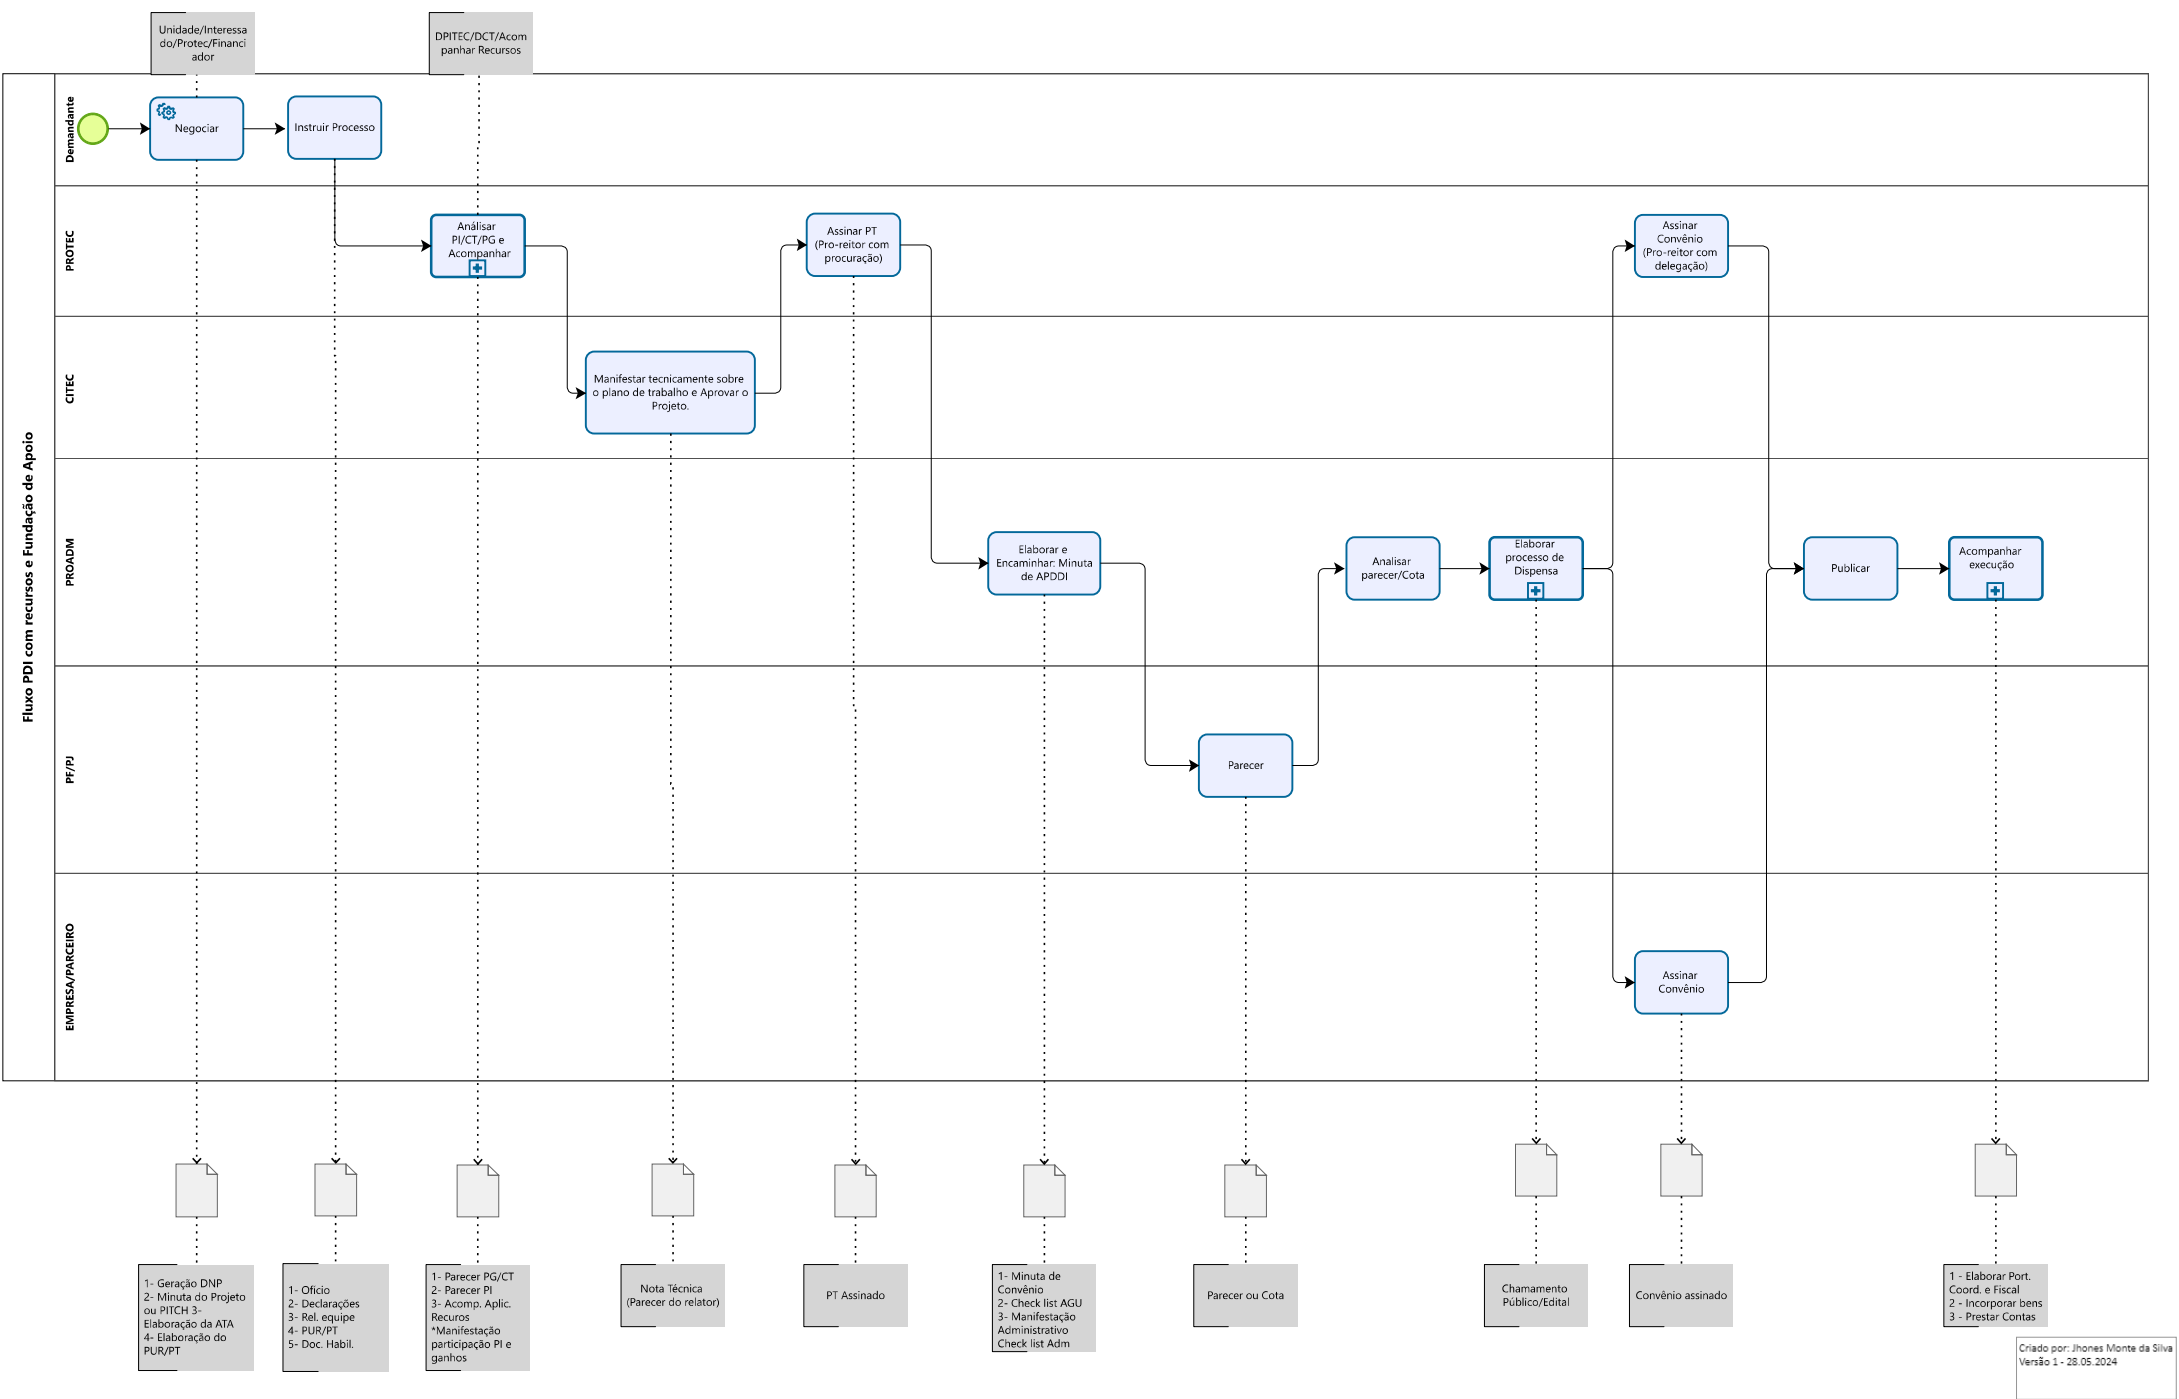 Unidade/Interessa
do/Protec/Financi
ador
DPITEC/DCT/Acom
panhar Recursos
Fluxo PDI com recursos e Fundação de Apoio
Demandante
Negociar
Instruir Processo
PROTEC
Análisar
PI/CT/PG e
Acompanhar
Assinar PT
(Pro-reitor com
procuração)
Assinar
Convênio
(Pro-reitor com
delegação)
CITEC
Manifestar tecnicamente sobre
o plano de trabalho e Aprovar o
Projeto.
PROADM
Elaborar e
Encaminhar: Minuta
de APDDI
Analisar
parecer/Cota
Elaborar
processo de
Dispensa
Publicar
Acompanhar
execução
PF/PJ
Parecer
EMPRESA/PARCEIRO
Assinar
Convênio
1- Geração DNP
2- Minuta do Projeto
ou PITCH 3-
Elaboração da ATA
4- Elaboração do
PUR/PT
1- Ofício
2- Declarações
3- Rel. equipe
4- PUR/PT
5- Doc. Habil.
1- Parecer PG/CT
2- Parecer PI
3- Acomp. Aplic.
Recuros
*Manifestação
participação PI e
ganhos
Nota Técnica
(Parecer do relator)
PT Assinado
1- Minuta de
Convênio
2- Check list AGU
3- Manifestação
Administrativo
Check list Adm
Parecer ou Cota
Chamamento
Público/Edital
Convênio assinado
1 - Elaborar Port.
Coord. e Fiscal
2 - Incorporar bens
3 - Prestar Contas
Criado por: Jhones Monte da Silva
Versão 1 - 28.05.2024